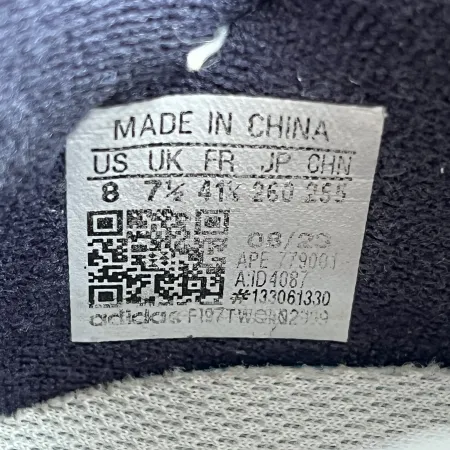 MADE IN CHINA
US UK FR JP CHN
8 7½ 41⅓ 260 255
08/23
APE 779001
A:ID4087
#133061330
adidas